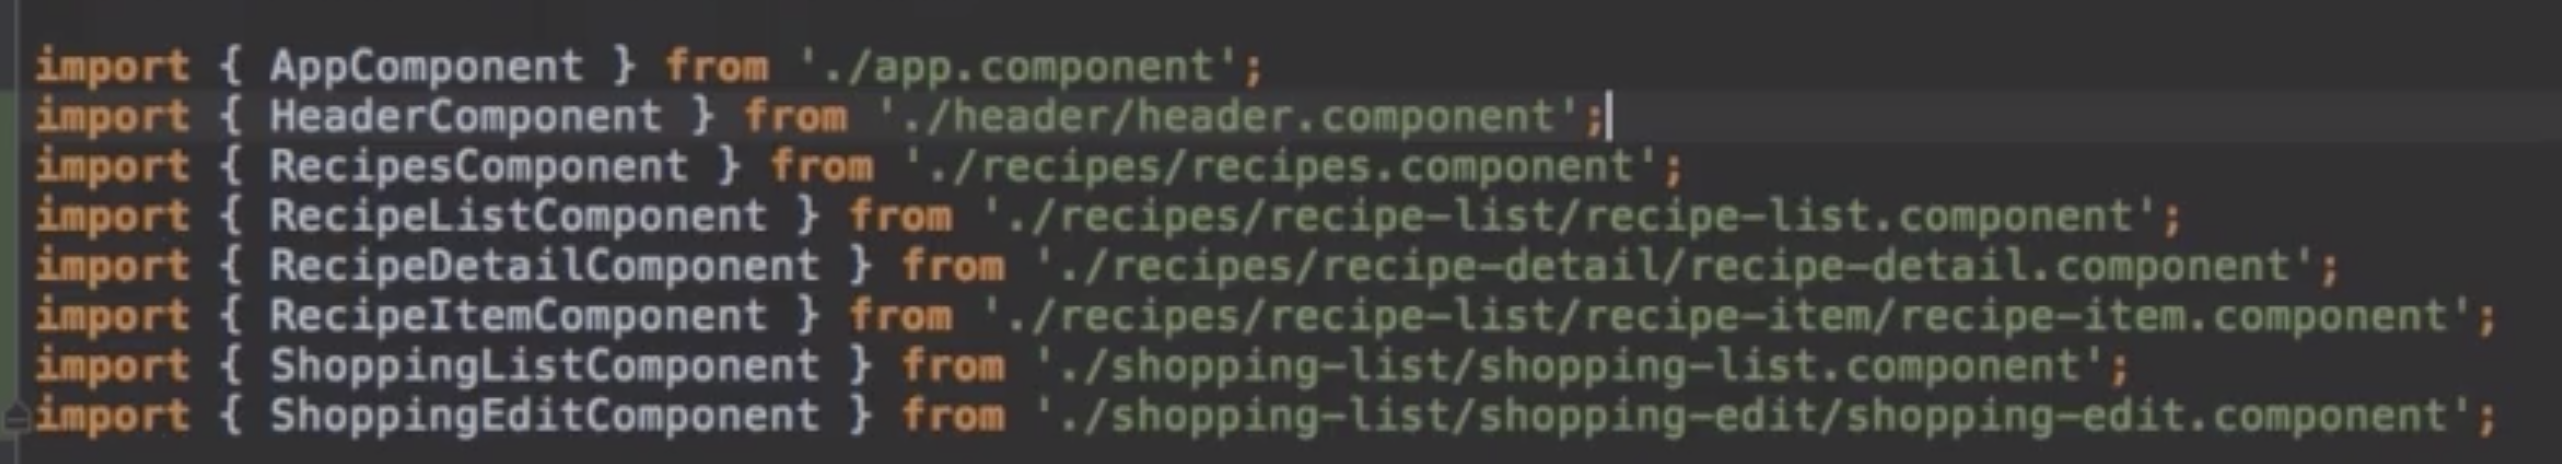 import { AppComponent } from './app.component';
import { HeaderComponent } from './header/header.component';
import { RecipesComponent } from './recipes/recipes.component';
import { RecipeListComponent } from './recipes/recipe-list/recipe-list.component';
import { RecipeDetailComponent } from './recipes/recipe-detail/recipe-detail.component';
import { RecipeItemComponent } from './recipes/recipe-list/recipe-item/recipe-item.component';
import { ShoppingListComponent } from './shopping-list/shopping-list.component';
import { ShoppingEditComponent } from './shopping-list/shopping-edit/shopping-edit.component';